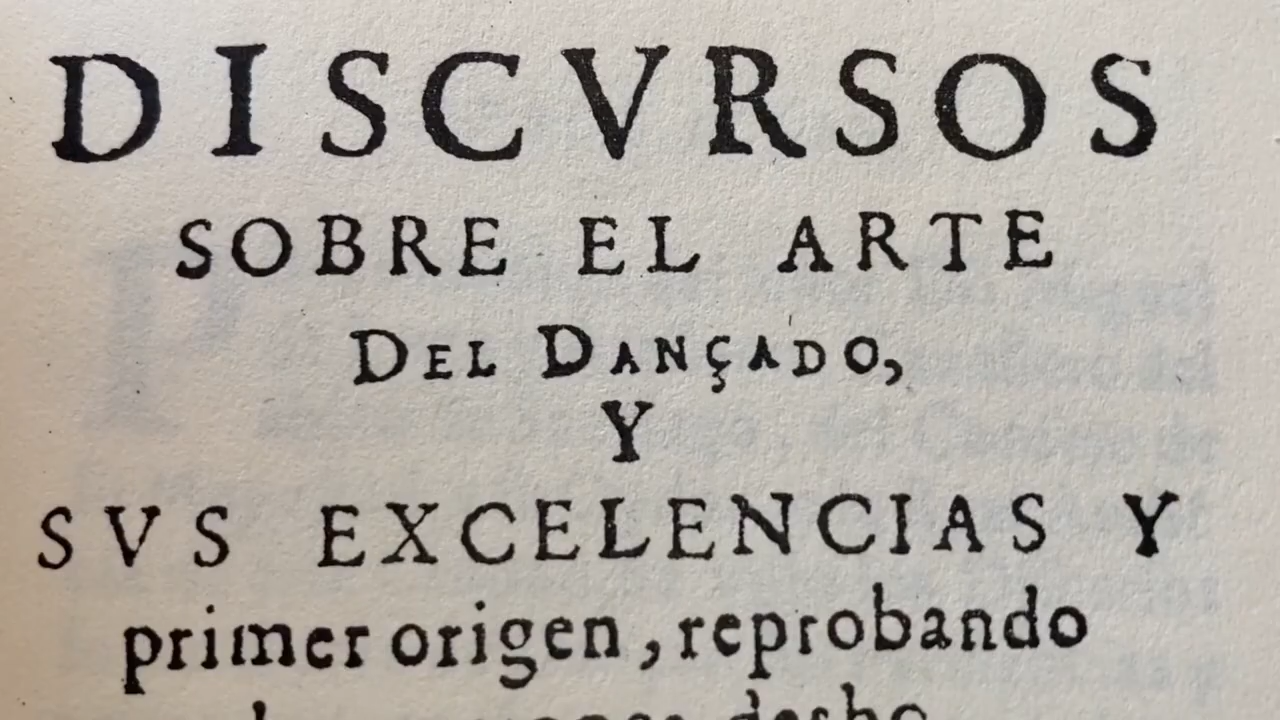 DISCVRSOS
SOBRE EL ARTE
DEL DANÇADO,
Y
SVS EXCELENCIAS Y
primer origen, reprobando